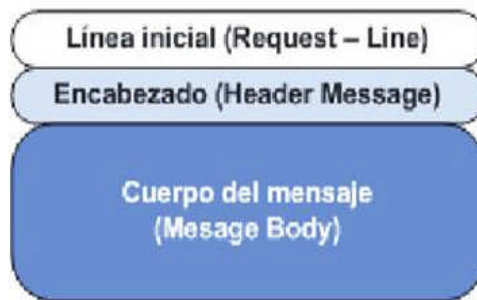 Línea inicial (Request – Line)
Encabezado (Header Message)
Cuerpo del mensaje
(Mesage Body)